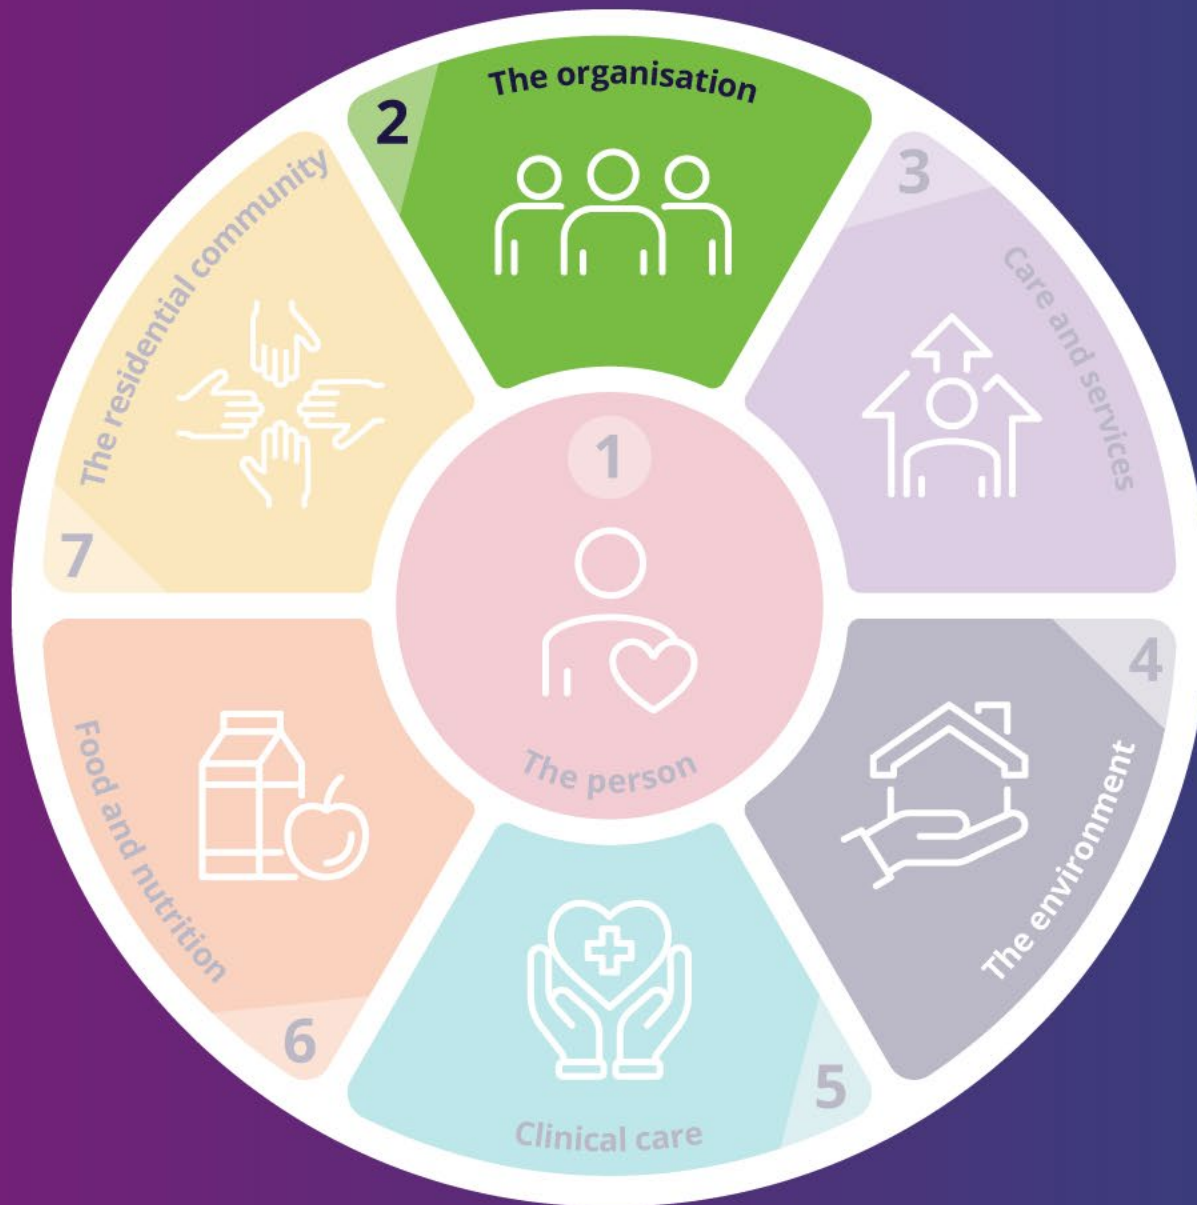 1
The person
2
The organisation
3
Care and services
4
The environment
5
Clinical care
6
Food and nutrition
7
The residential community